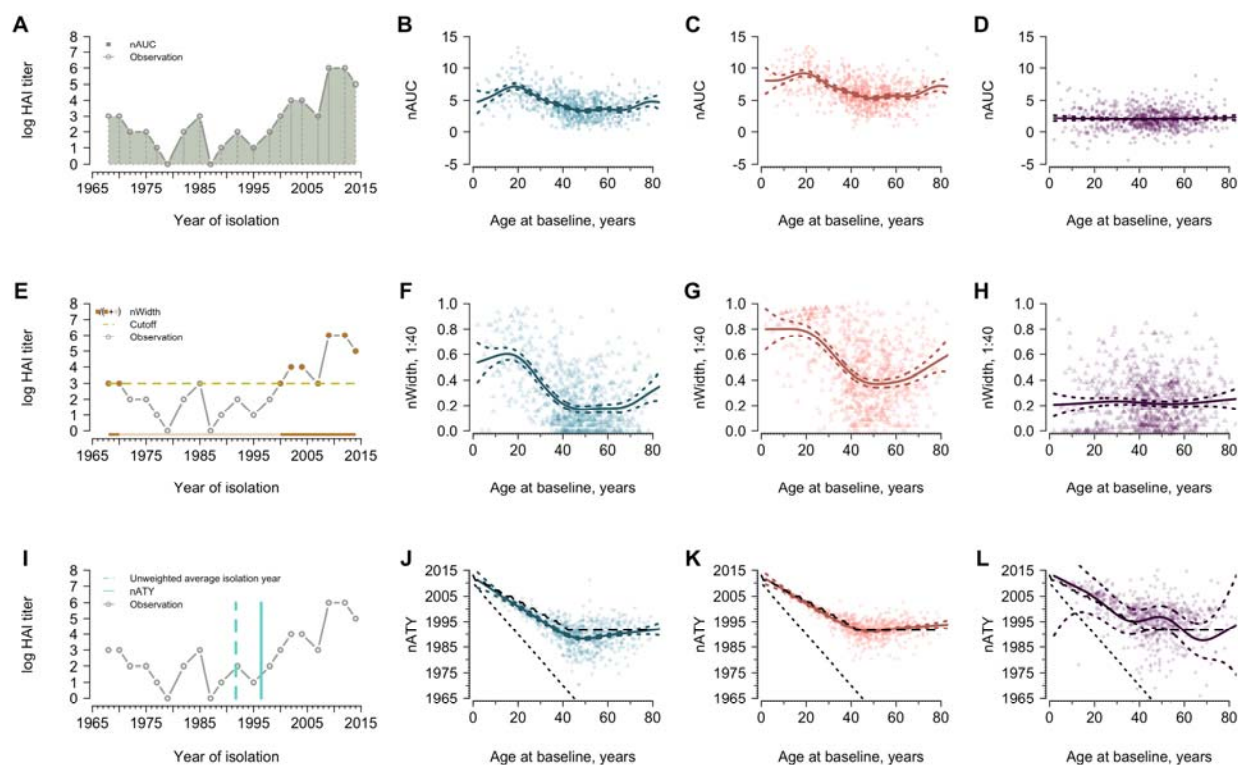 A
log HAI titer
8
7
6
5
4
3
2
1
0
nAUC
Observation
1965 1975 1985 1995 2005 2015
Year of isolation
B
nAUC
15
10
5
0
-5
0 20 40 60 80
Age at baseline, years
C
nAUC
15
10
5
0
-5
0 20 40 60 80
Age at baseline, years
D
nAUC
15
10
5
0
-5
0 20 40 60 80
Age at baseline, years
E
log HAI titer
8
7
6
5
4
3
2
1
0
nWidth
Cutoff
Observation
1965 1975 1985 1995 2005 2015
Year of isolation
F
nWidth, 1:40
1.0
0.8
0.6
0.4
0.2
0.0
0 20 40 60 80
Age at baseline, years
G
nWidth, 1:40
1.0
0.8
0.6
0.4
0.2
0.0
0 20 40 60 80
Age at baseline, years
H
nWidth, 1:40
1.0
0.8
0.6
0.4
0.2
0.0
0 20 40 60 80
Age at baseline, years
I
log HAI titer
8
7
6
5
4
3
2
1
0
Unweighted average isolation year
nATY
Observation
1965 1975 1985 1995 2005 2015
Year of isolation
J
nATY
2015
2005
1995
1985
1975
1965
0 20 40 60 80
Age at baseline, years
K
nATY
2015
2005
1995
1985
1975
1965
0 20 40 60 80
Age at baseline, years
L
nATY
2015
2005
1995
1985
1975
1965
0 20 40 60 80
Age at baseline, years